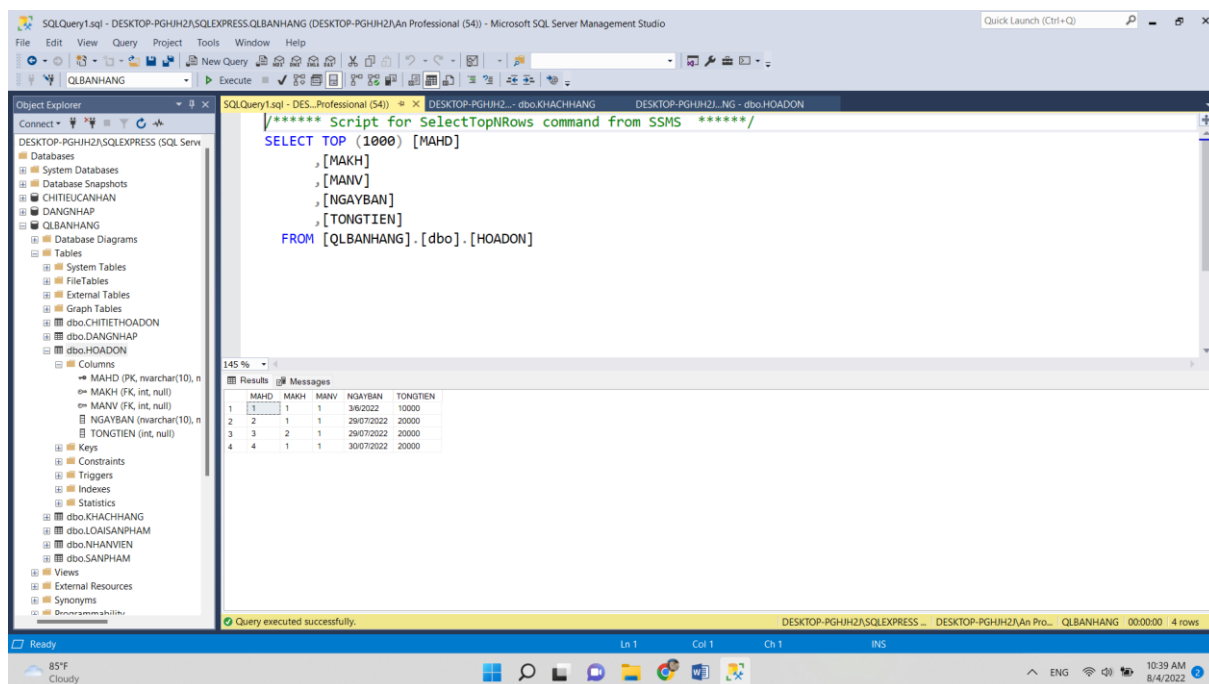 SQLQuery1.sql - DESKTOP-PGHJH2J\SQLEXPRESS.QLBANHANG (DESKTOP-PGHJH2J\An Professional (54)) - Microsoft SQL Server Management Studio
Quick Launch (Ctrl+Q)
File Edit View Query Project Tools Window Help
New Query
QLBANHANG
Execute
Object Explorer
SQLQuery1.sql - DES...Professional (54))
DESKTOP-PGHJH2...- dbo.KHACHHANG
DESKTOP-PGHJH2J...NG - dbo.HOADON
Connect
DESKTOP-PGHJH2J\SQLEXPRESS (SQL Serve
Databases
System Databases
Database Snapshots
CHITIEUCANHAN
DANGNHAP
QLBANHANG
Database Diagrams
Tables
System Tables
FileTables
External Tables
Graph Tables
dbo.CHITIETHOADON
dbo.DANGNHAP
dbo.HOADON
Columns
MAHD (PK, nvarchar(10), n
MAKH (FK, int, null)
MANV (FK, int, null)
NGAYBAN (nvarchar(10), n
TONGTIEN (int, null)
Keys
Constraints
Triggers
Indexes
Statistics
dbo.KHACHHANG
dbo.LOAISANPHAM
dbo.NHANVIEN
dbo.SANPHAM
Views
External Resources
Synonyms
Programmability
/****** Script for SelectTopNRows command from SSMS ******/
SELECT TOP (1000) [MAHD]
,[MAKH]
,[MANV]
,[NGAYBAN]
,[TONGTIEN]
FROM [QLBANHANG].[dbo].[HOADON]
145 %
Results Messages
MAHD MAKH MANV NGAYBAN TONGTIEN
1 1 1 1 3/6/2022 10000
2 2 1 1 29/07/2022 20000
3 3 2 1 29/07/2022 20000
4 4 1 1 30/07/2022 20000
Query executed successfully.
DESKTOP-PGHJH2J\SQLEXPRESS ...
DESKTOP-PGHJH2J\An Pro...
QLBANHANG
00:00:00
4 rows
Ready
Ln 1
Col 1
Ch 1
INS
85°F
Cloudy
ENG
10:39 AM
8/4/2022
2